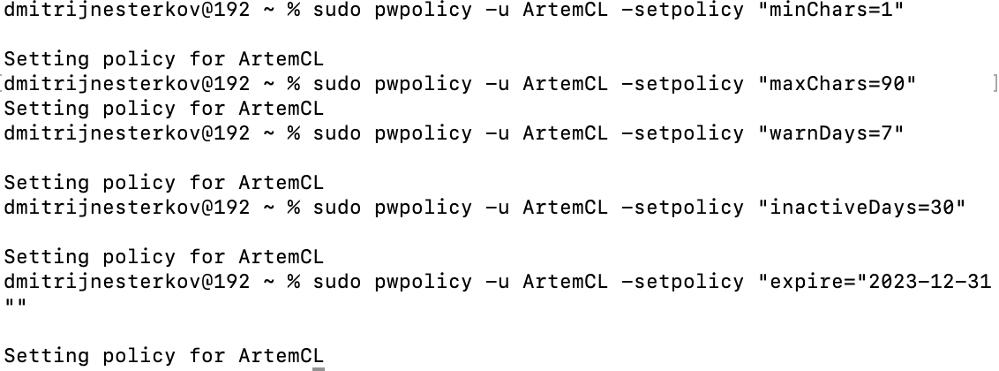 dmitrijnesterkov@192 ~ % sudo pwpolicy -u ArtemCL -setpolicy "minChars=1"
Setting policy for ArtemCL
[dmitrijnesterkov@192 ~ % sudo pwpolicy -u ArtemCL -setpolicy "maxChars=90" ]
Setting policy for ArtemCL
dmitrijnesterkov@192 ~ % sudo pwpolicy -u ArtemCL -setpolicy "warnDays=7"
Setting policy for ArtemCL
dmitrijnesterkov@192 ~ % sudo pwpolicy -u ArtemCL -setpolicy "inactiveDays=30"
Setting policy for ArtemCL
dmitrijnesterkov@192 ~ % sudo pwpolicy -u ArtemCL -setpolicy "expire="2023-12-31
""
Setting policy for ArtemCL